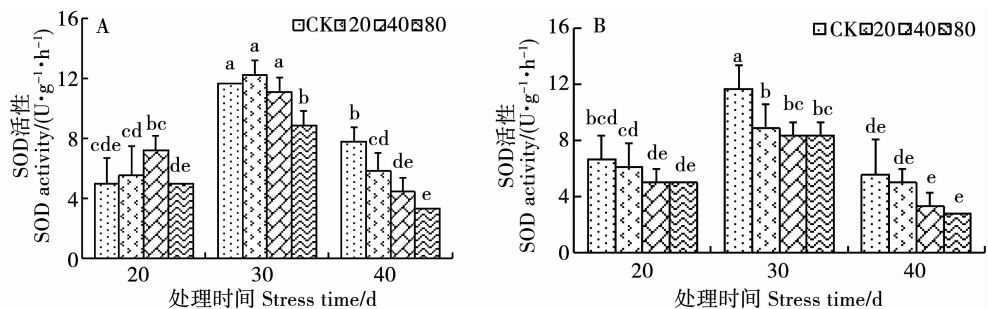 A
CK 20 40 80
SOD活性
SOD activity/(U·g⁻¹·h⁻¹)
16
12
8
4
0
cde cd bc de
a a a b
b cd de e
20 30 40
处理时间 Stress time/d
B
CK 20 40 80
SOD活性
SOD activity/(U·g⁻¹·h⁻¹)
16
12
8
4
0
bcd cd de de
a b bc bc
de de e e
20 30 40
处理时间 Stress time/d